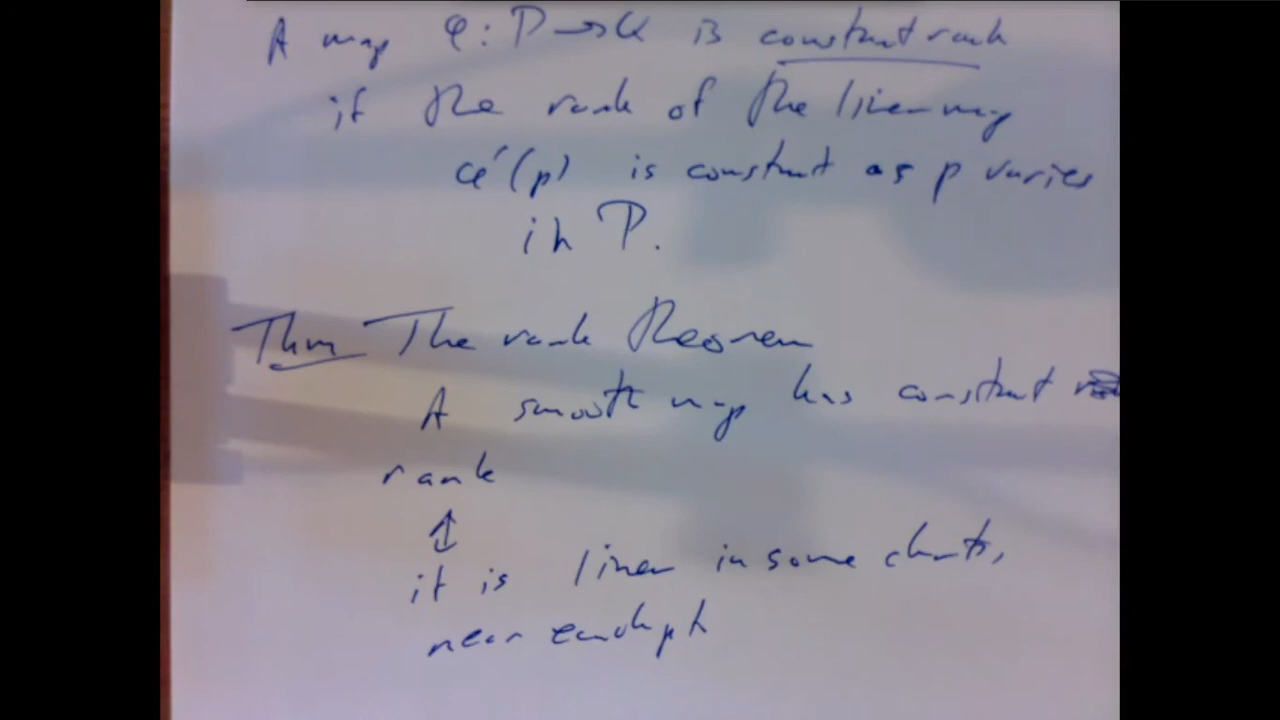 A map φ: P → Q is constant rank
if the rank of the linear map
φ'(p) is constant as p varies
in P.
Thm The rank theorem
A smooth map has constant
rank
⇕
it is linear in some charts,
near each pt